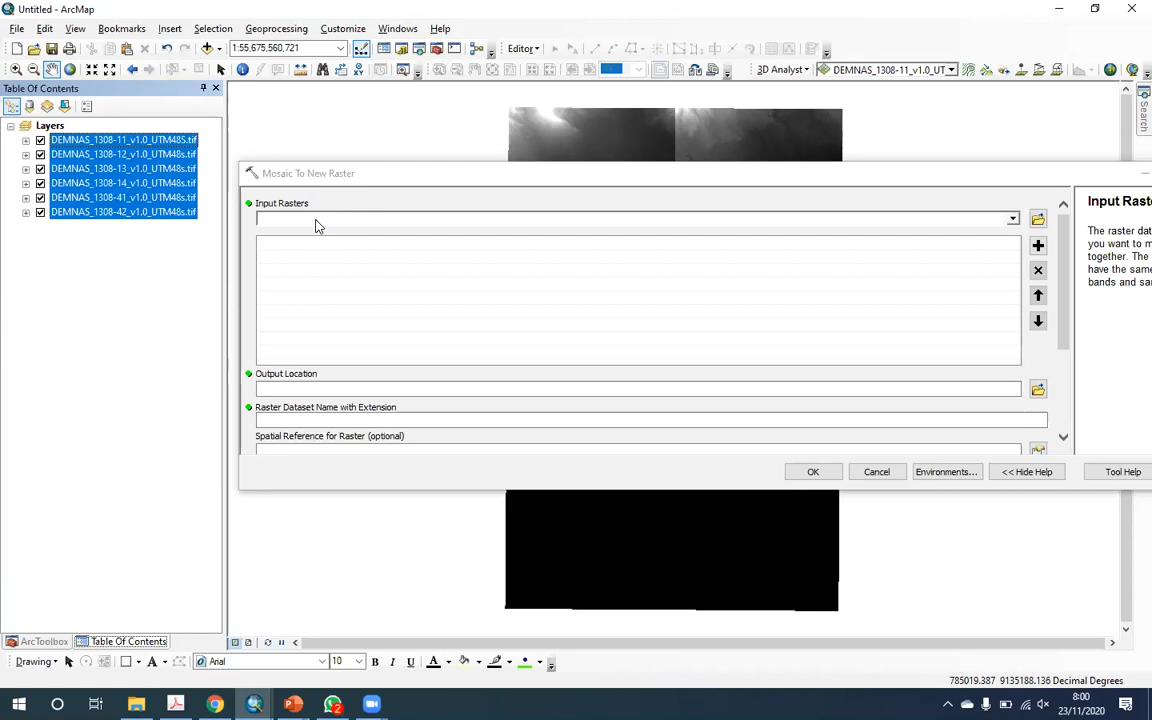 Untitled - ArcMap
File Edit View Bookmarks Insert Selection Geoprocessing Customize Windows Help
1:55,675,560,721
Editor
3D Analyst
DEMNAS_1308-11_v1.0_UT
Table Of Contents
Layers
DEMNAS_1308-11_v1.0_UTM48S.tif
DEMNAS_1308-12_v1.0_UTM48s.tif
DEMNAS_1308-13_v1.0_UTM48s.tif
DEMNAS_1308-14_v1.0_UTM48s.tif
DEMNAS_1308-41_v1.0_UTM48s.tif
DEMNAS_1308-42_v1.0_UTM48s.tif
Mosaic To New Raster
Input Rasters
Output Location
Raster Dataset Name with Extension
Spatial Reference for Raster (optional)
OK Cancel Environments... << Hide Help Tool Help
Input Raste
The raster da
you want to m
together. The
have the same
bands and sa
Search
ArcToolbox Table Of Contents
Drawing A Arial 10 B I U A
785019.387 9135188.136 Decimal Degrees
2
8:00
23/11/2020